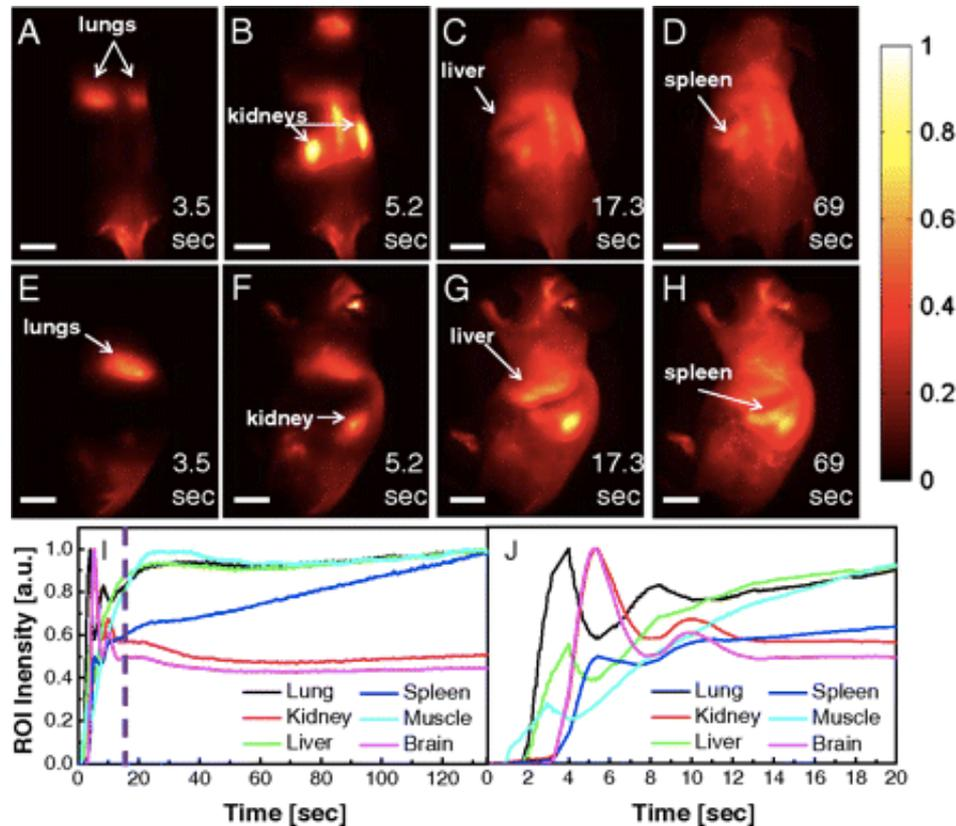 A
lungs
3.5
sec
B
kidneys
5.2
sec
C
liver
17.3
sec
D
spleen
69
sec
1
0.8
0.6
0.4
0.2
0
E
lungs
3.5
sec
F
kidney
5.2
sec
G
liver
17.3
sec
H
spleen
69
sec
ROI Inensity [a.u.]
1.0
0.8
0.6
0.4
0.2
0.0
I
Lung
Kidney
Liver
Spleen
Muscle
Brain
0 20 40 60 80 100 120
Time [sec]
J
Lung
Kidney
Liver
Spleen
Muscle
Brain
0 2 4 6 8 10 12 14 16 18 20
Time [sec]